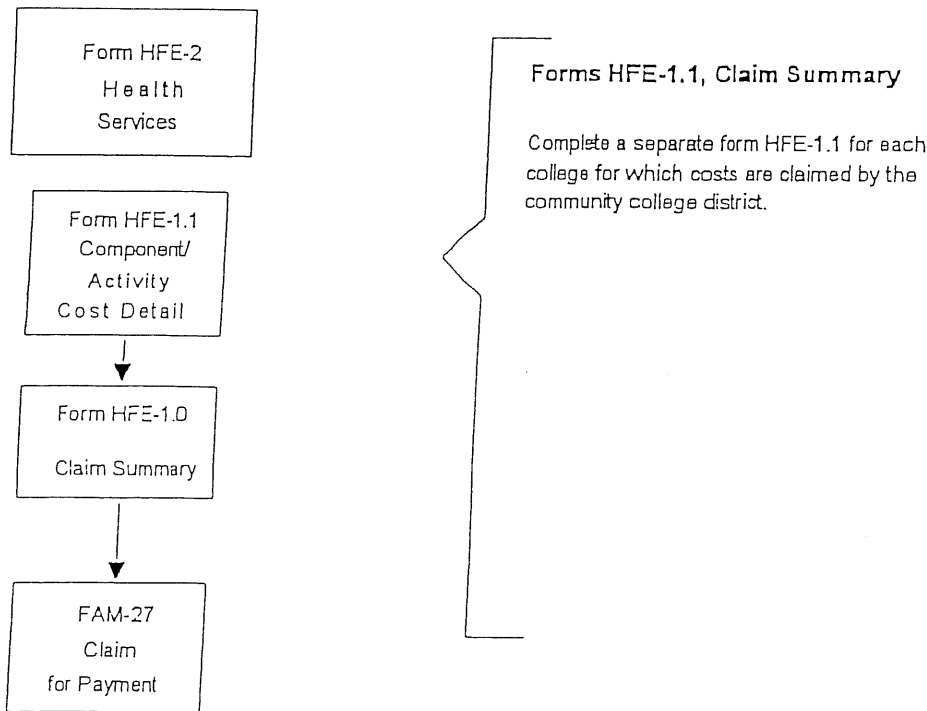 Form HFE-2
Health
Services
Form HFE-1.1
Component/
Activity
Cost Detail
Form HFE-1.0
Claim Summary
FAM-27
Claim
for Payment
Forms HFE-1.1, Claim Summary
Complete a separate form HFE-1.1 for each
college for which costs are claimed by the
community college district.